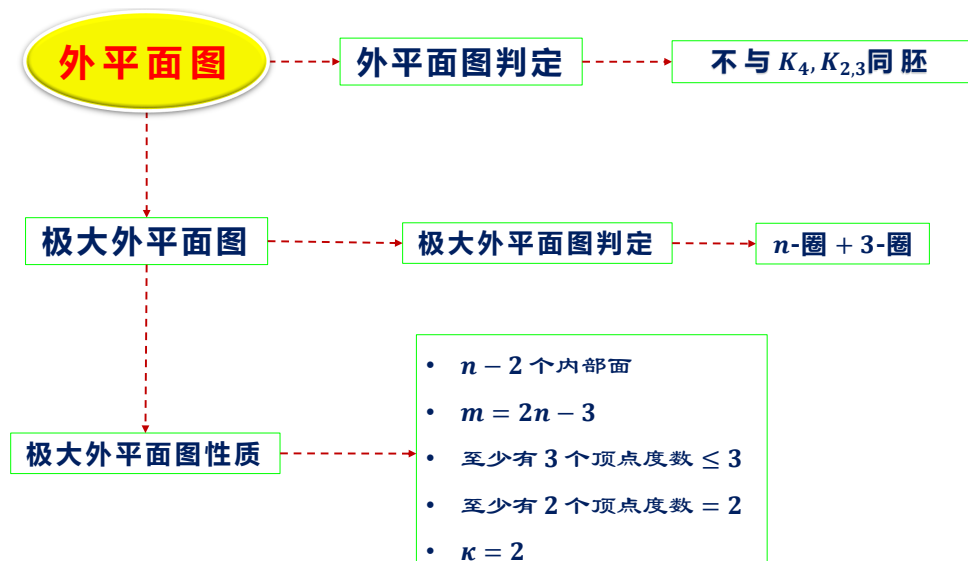 外平面图
外平面图判定
不与 K₄, K₂,₃同胚
极大外平面图
极大外平面图判定
n-圈 + 3-圈
极大外平面图性质
• n − 2 个内部面
• m = 2n − 3
• 至少有 3 个顶点度数 ≤ 3
• 至少有 2 个顶点度数 = 2
• κ = 2